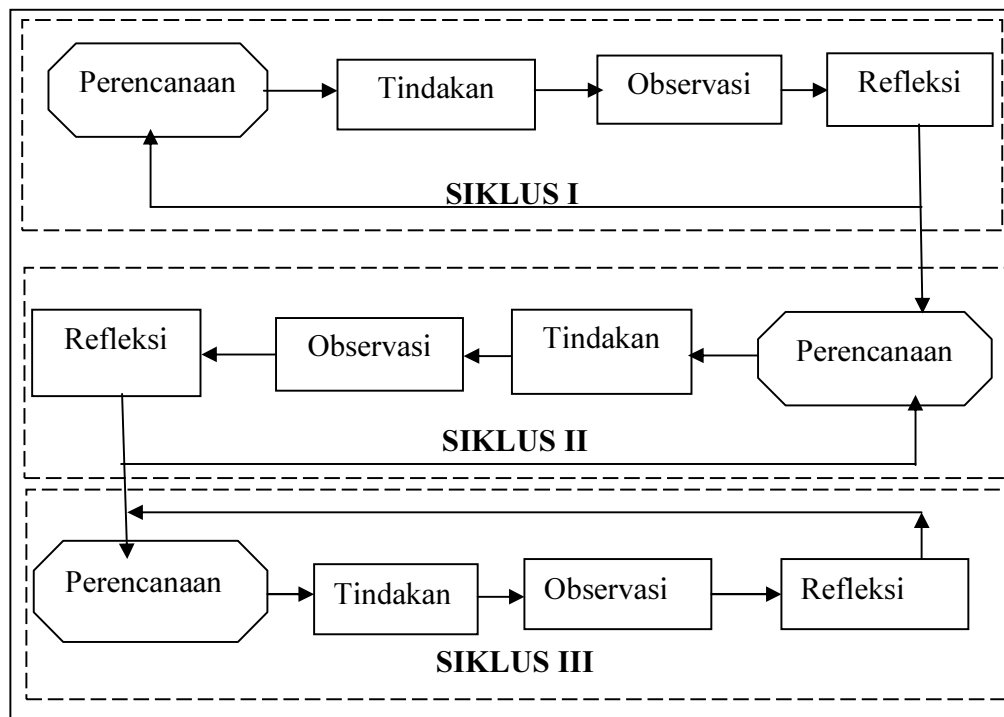 Perencanaan
Tindakan
Observasi
Refleksi
SIKLUS I
Refleksi
Observasi
Tindakan
Perencanaan
SIKLUS II
Perencanaan
Tindakan
Observasi
Refleksi
SIKLUS III